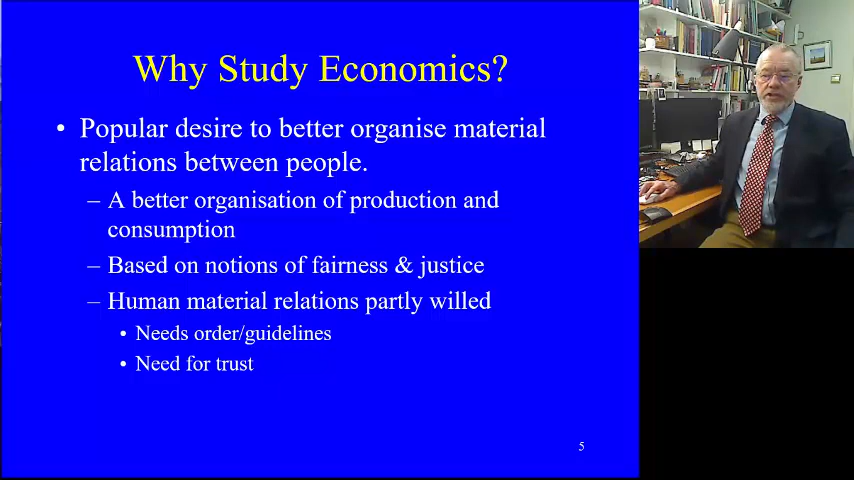 Why Study Economics?
• Popular desire to better organise material
relations between people.
– A better organisation of production and
consumption
– Based on notions of fairness & justice
– Human material relations partly willed
• Needs order/guidelines
• Need for trust
5